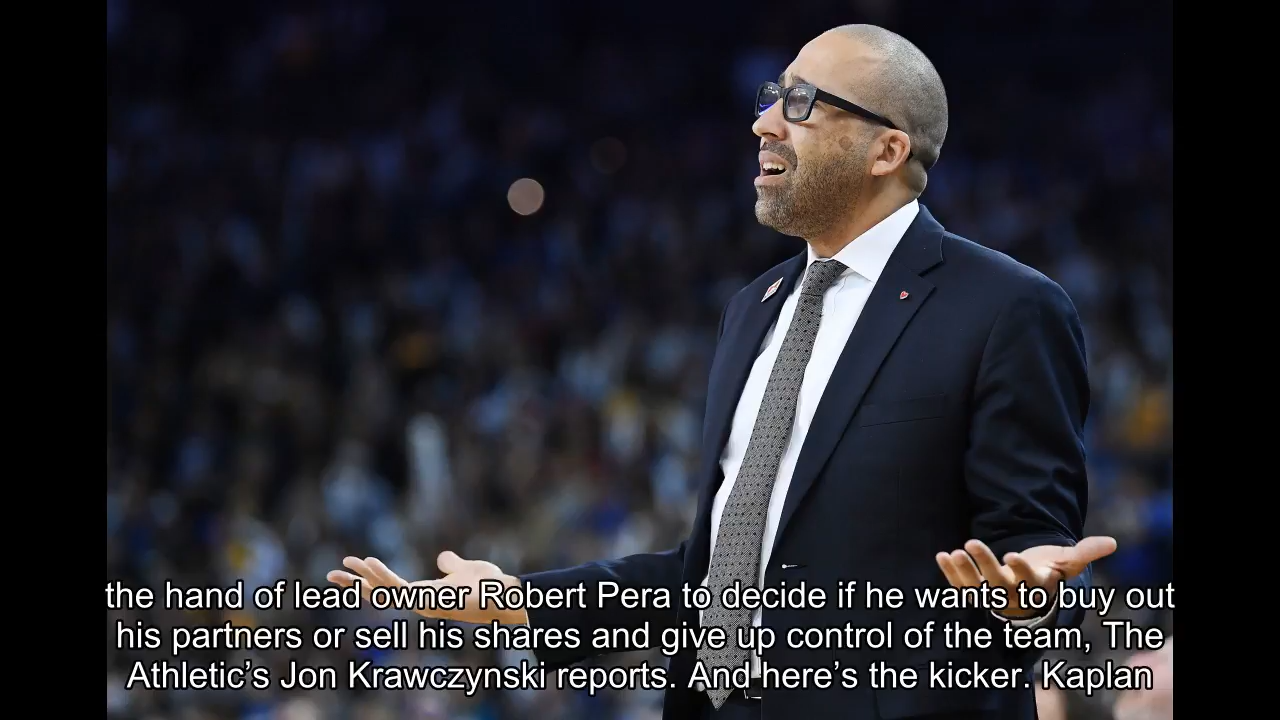 the hand of lead owner Robert Pera to decide if he wants to buy out
his partners or sell his shares and give up control of the team, The
Athletic’s Jon Krawczynski reports. And here’s the kicker. Kaplan